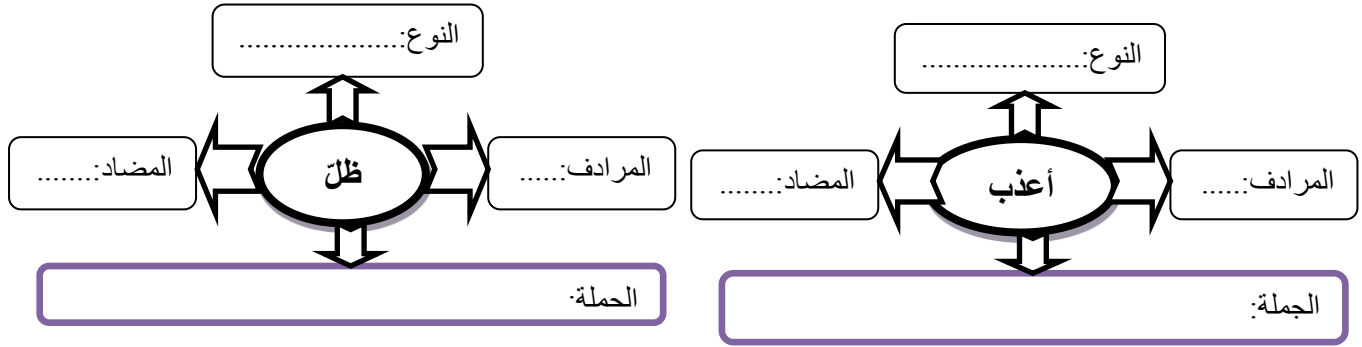 النوع:....................
المرادف:.....
أعذب
المضاد:.......
الجملة:
النوع:....................
المرادف:.....
ظلّ
المضاد:.......
الحملة: